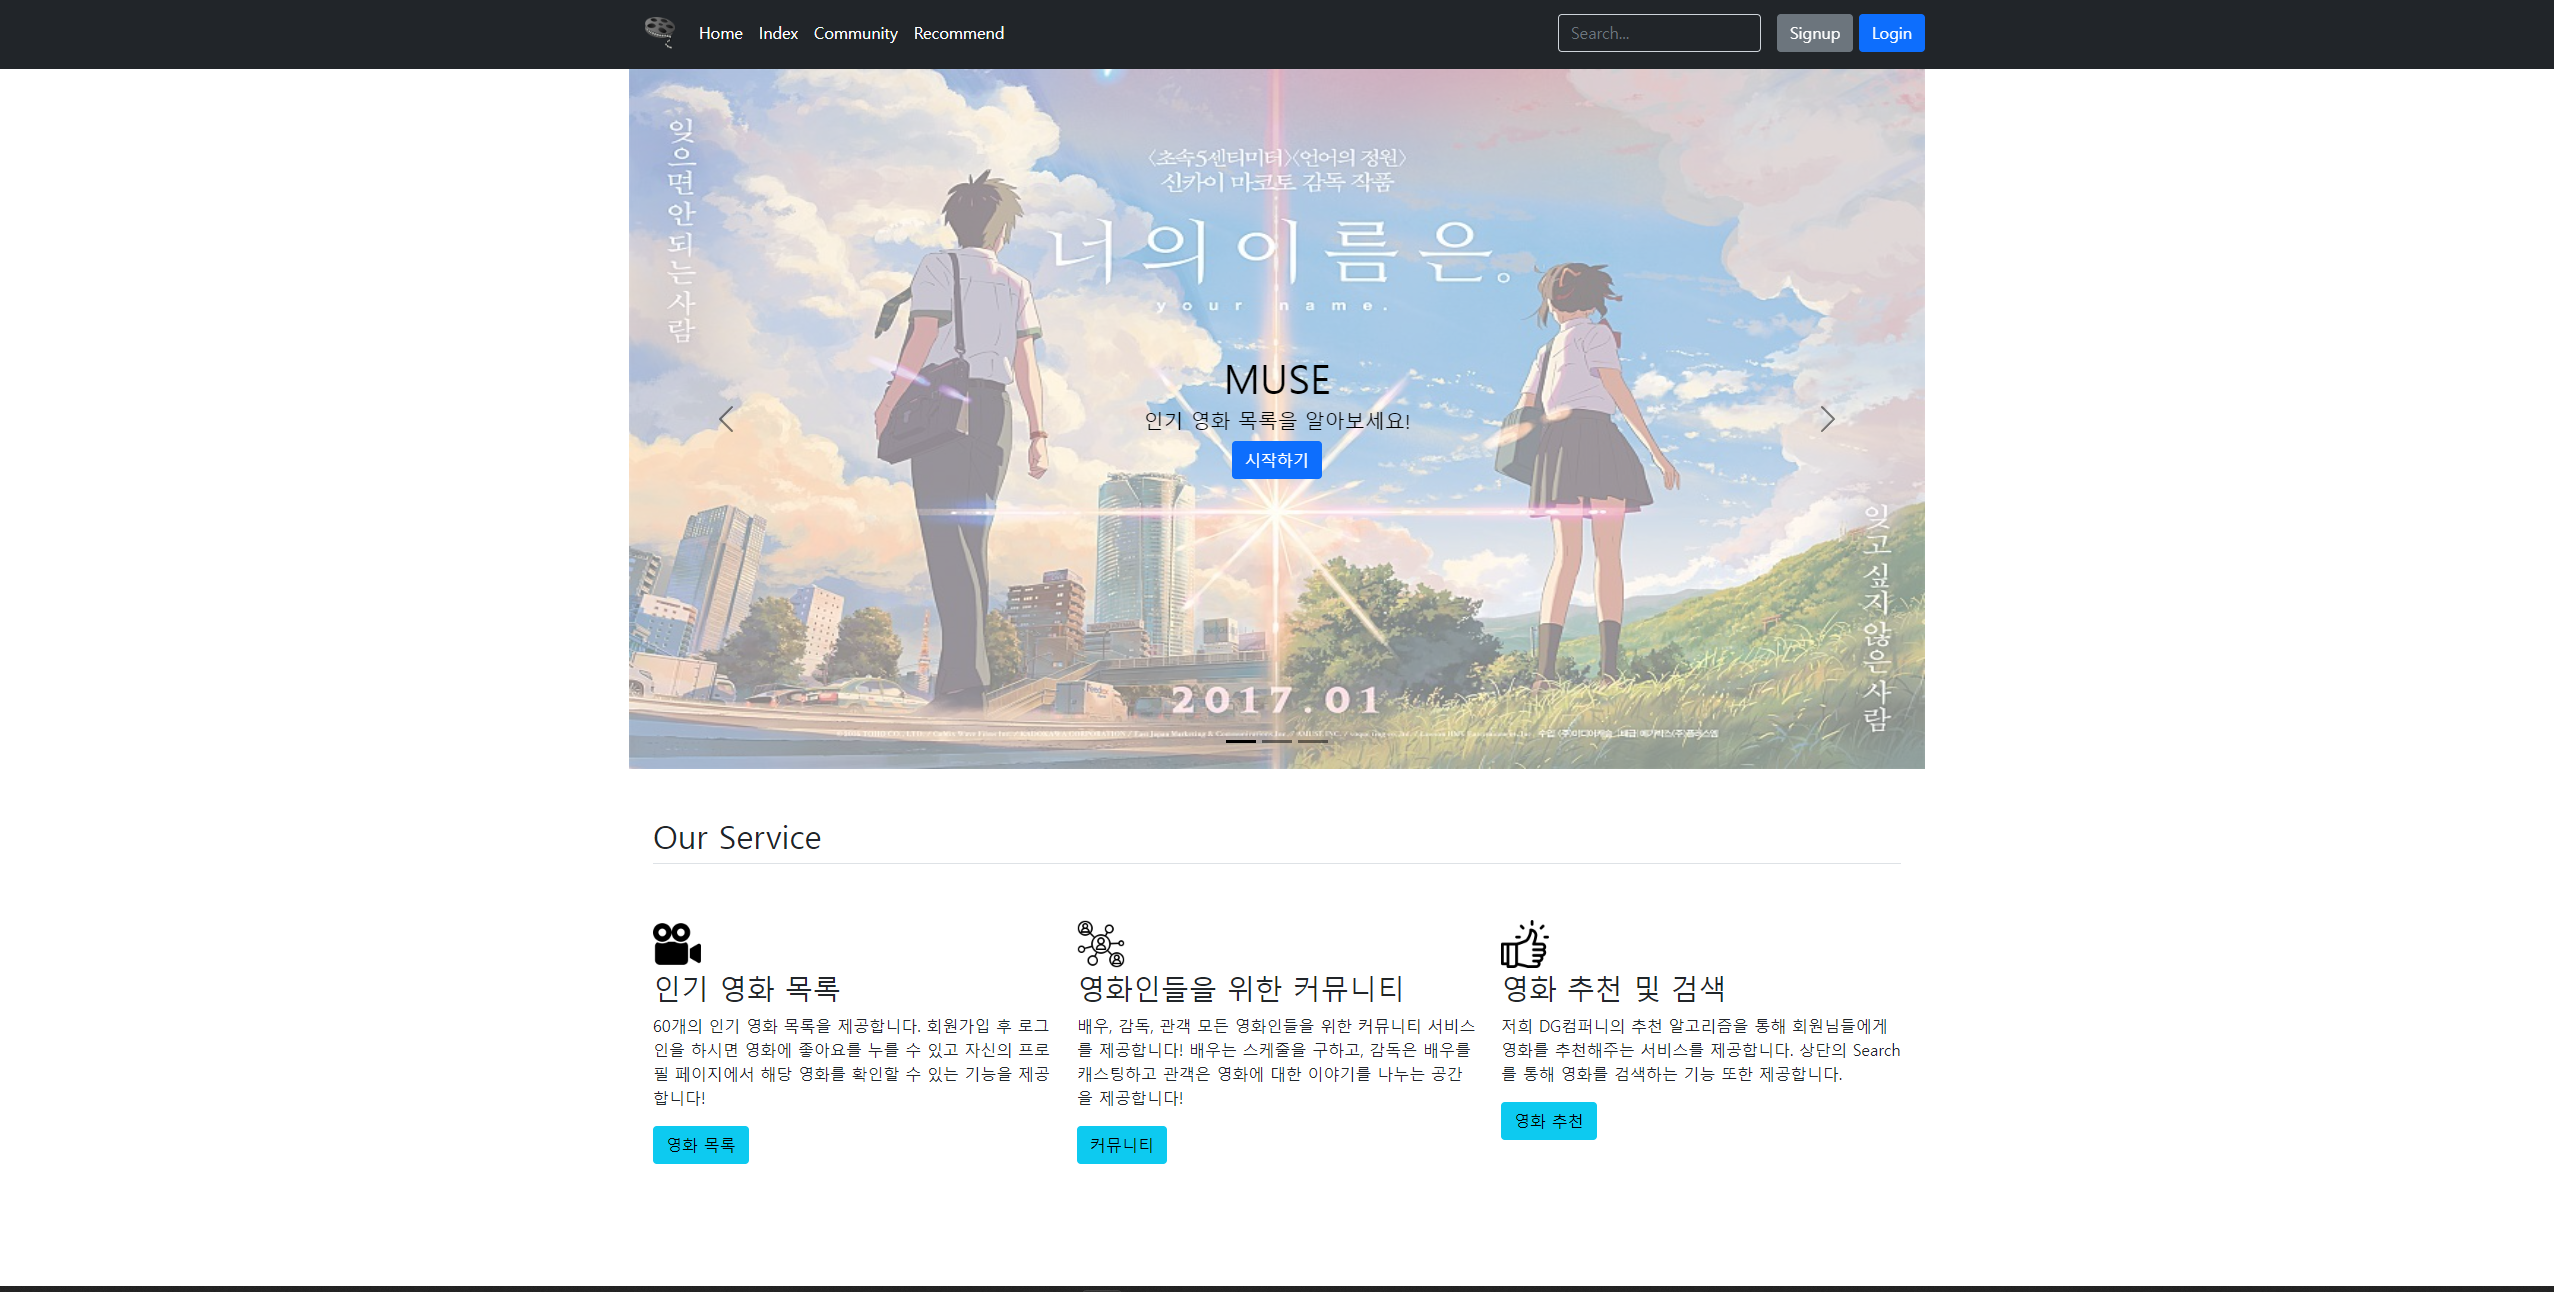 Home Index Community Recommend Search... Signup Login
잊으면 안 되는 사람
<초속5센티미터><언어의 정원>
신카이 마코토 감독 작품
너의 이름은。
your name.
MUSE
인기 영화 목록을 알아보세요!
시작하기
잊고 싶지 않은 사람
2017.01
Our Service
인기 영화 목록
60개의 인기 영화 목록을 제공합니다. 회원가입 후 로그
인을 하시면 영화에 좋아요를 누를 수 있고 자신의 프로
필 페이지에서 해당 영화를 확인할 수 있는 기능을 제공
합니다!
영화 목록
영화인들을 위한 커뮤니티
배우, 감독, 관객 모든 영화인들을 위한 커뮤니티 서비스
를 제공합니다! 배우는 스케줄을 구하고, 감독은 배우를
캐스팅하고 관객은 영화에 대한 이야기를 나누는 공간
을 제공합니다!
커뮤니티
영화 추천 및 검색
저희 DG컴퍼니의 추천 알고리즘을 통해 회원님들에게
영화를 추천해주는 서비스를 제공합니다. 상단의 Search
를 통해 영화를 검색하는 기능 또한 제공합니다.
영화 추천